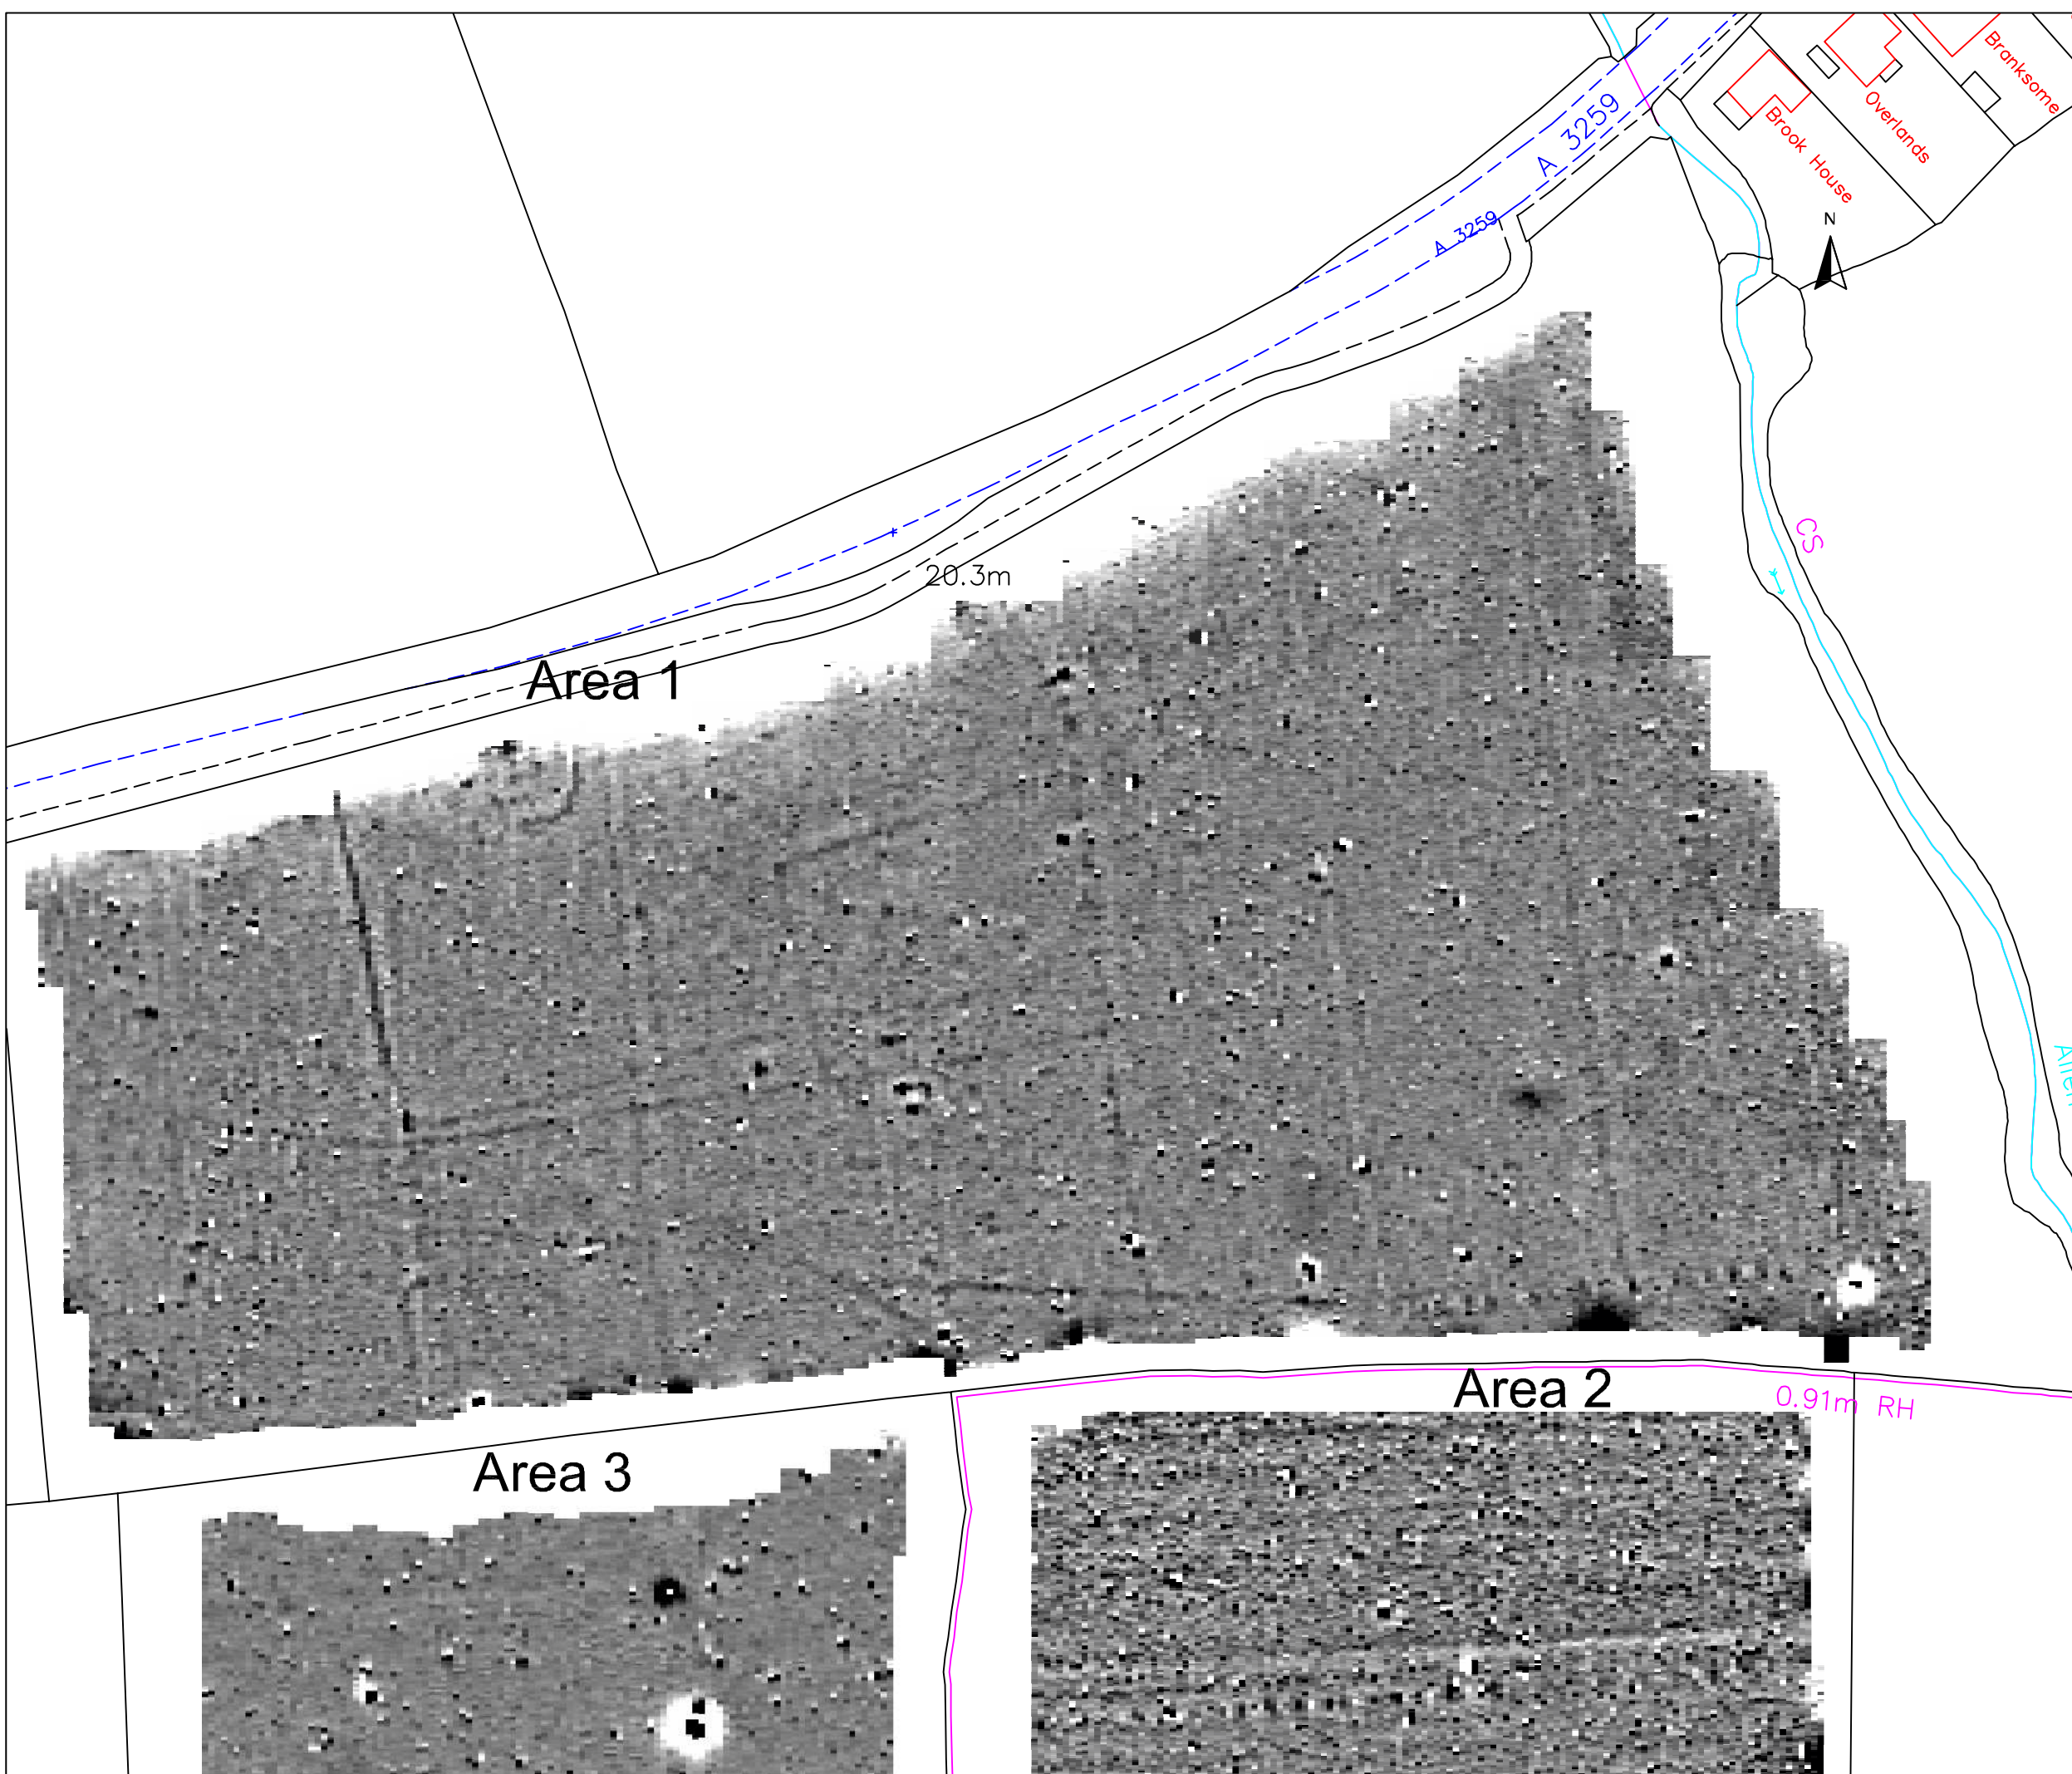 Branksome
Overlands
Brook House
A 3259
A 3259
N
CS
20.3m
Area 1
Area 2
0.91m RH
Area 3